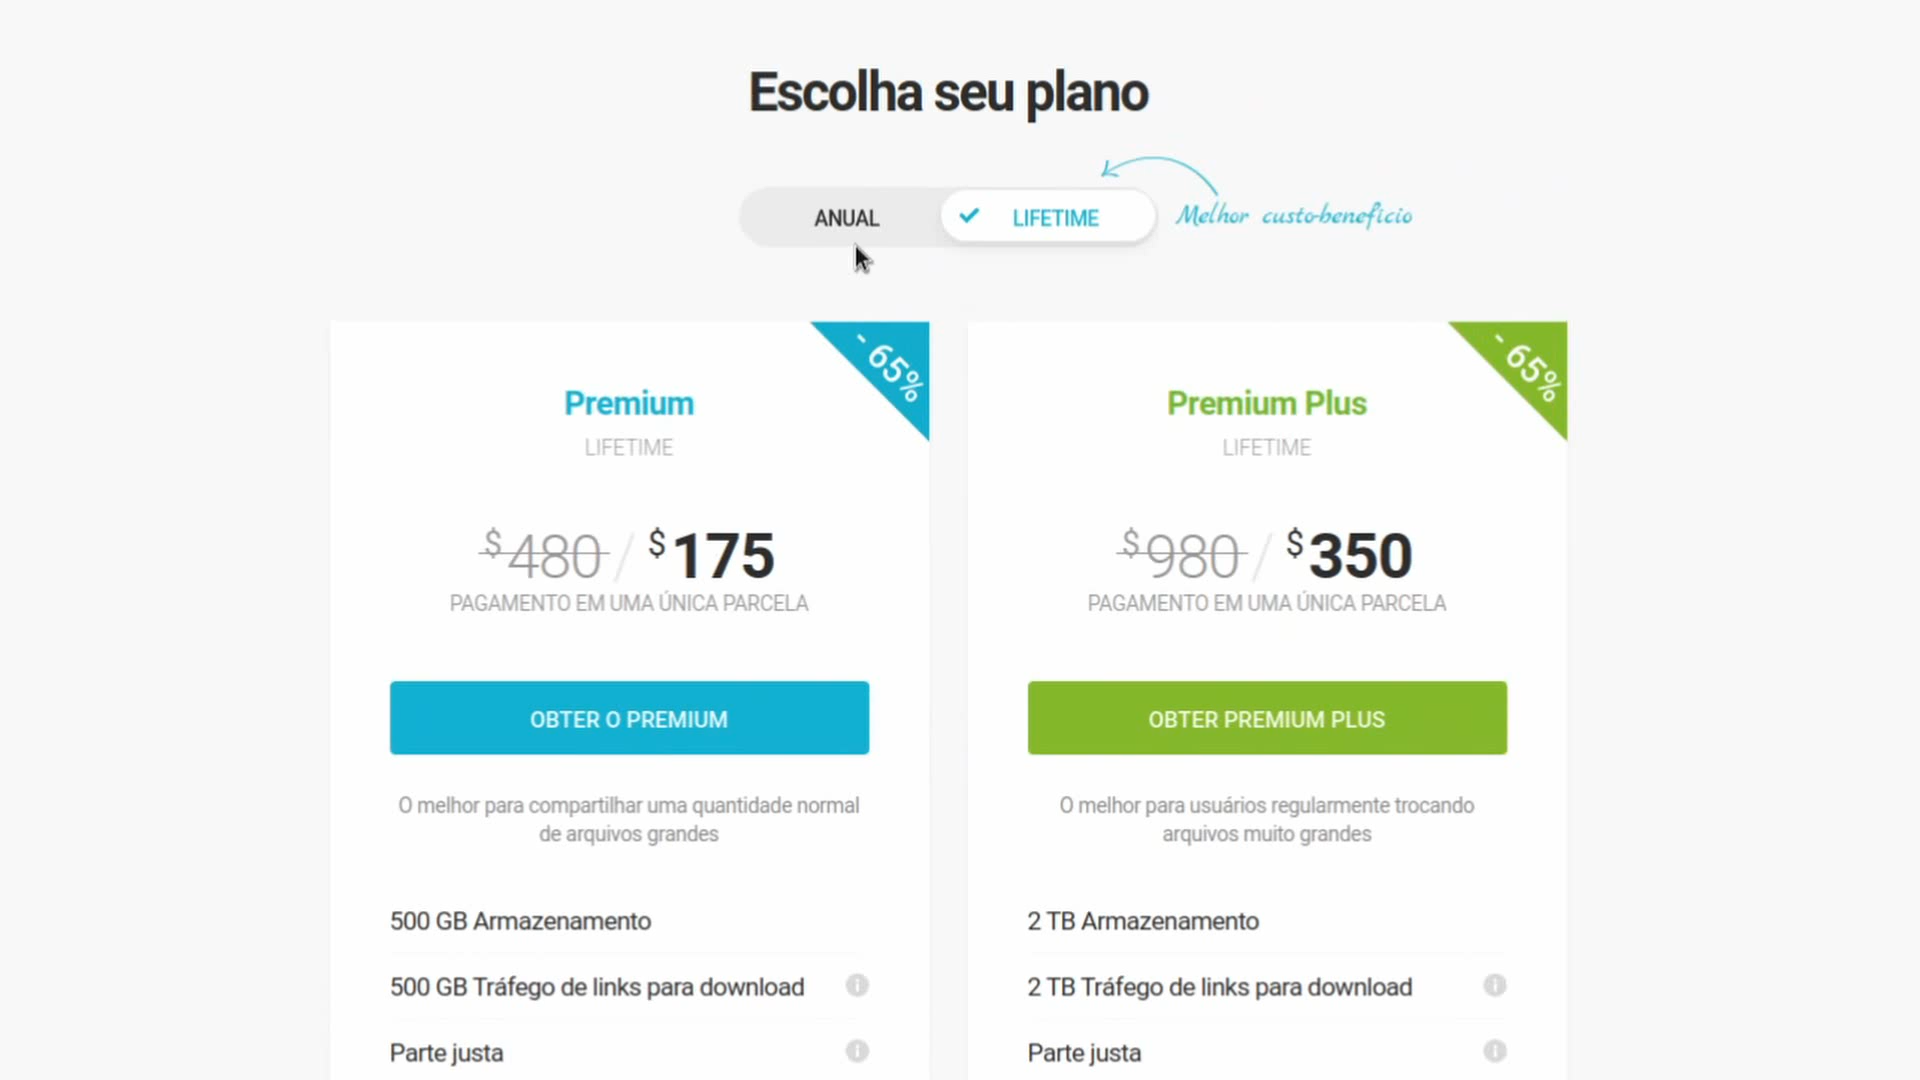 Escolha seu plano
ANUAL
LIFETIME
Melhor custo-benefício
- 65%
Premium
LIFETIME
$480 / $175
PAGAMENTO EM UMA ÚNICA PARCELA
OBTER O PREMIUM
O melhor para compartilhar uma quantidade normal
de arquivos grandes
500 GB Armazenamento
500 GB Tráfego de links para download
Parte justa
- 65%
Premium Plus
LIFETIME
$980 / $350
PAGAMENTO EM UMA ÚNICA PARCELA
OBTER PREMIUM PLUS
O melhor para usuários regularmente trocando
arquivos muito grandes
2 TB Armazenamento
2 TB Tráfego de links para download
Parte justa